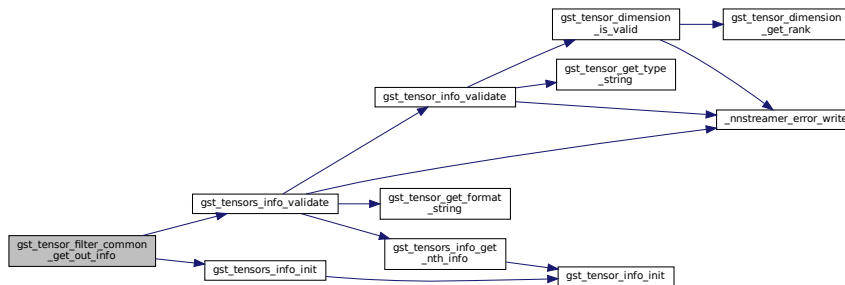 gst_tensor_dimension
_is_valid
gst_tensor_dimension
_get_rank
gst_tensor_get_type
_string
gst_tensor_info_validate
_nnstreamer_error_write
gst_tensors_info_validate
gst_tensor_get_format
_string
gst_tensor_filter_common
_get_out_info
gst_tensors_info_get
_nth_info
gst_tensors_info_init
gst_tensor_info_init